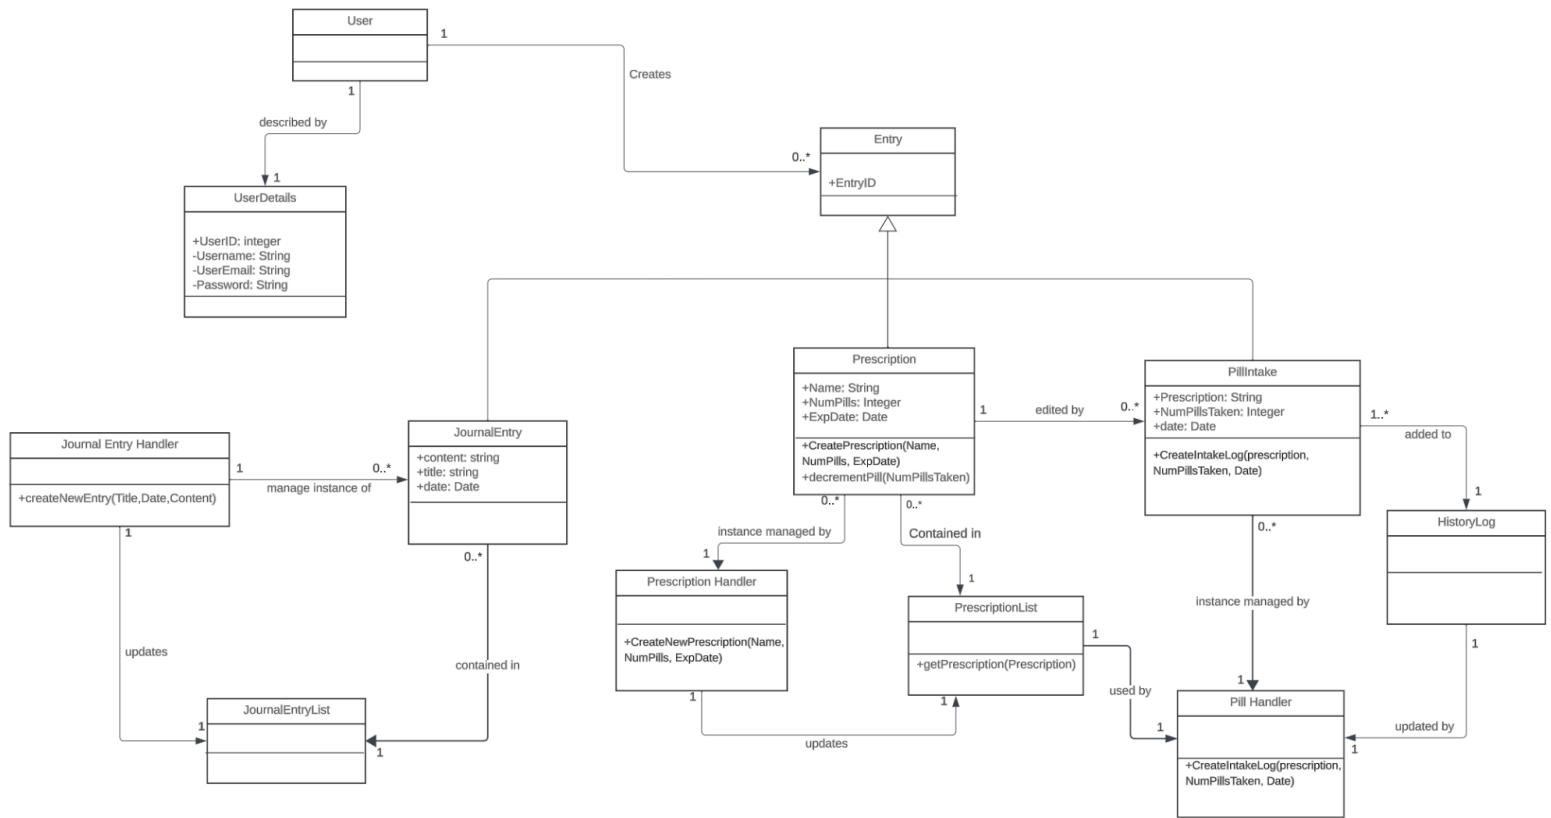 User
1
Creates
1
described by
0..*
Entry
+EntryID
1
UserDetails
+UserID: integer
-Username: String
-UserEmail: String
-Password: String
Prescription
+Name: String
+NumPills: Integer
+ExpDate: Date
+CreatePrescription(Name,
NumPills, ExpDate)
+decrementPill(NumPillsTaken)
1
edited by
0..*
PillIntake
+Prescription: String
+NumPillsTaken: Integer
+date: Date
+CreateIntakeLog(prescription,
NumPillsTaken, Date)
1..*
added to
1
HistoryLog
Journal Entry Handler
+createNewEntry(Title,Date,Content)
1
manage instance of
0..*
JournalEntry
+content: string
+title: string
+date: Date
1
updates
1
0..*
contained in
1
JournalEntryList
0..*
instance managed by
1
Prescription Handler
+CreateNewPrescription(Name,
NumPills, ExpDate)
0..*
Contained in
1
PrescriptionList
+getPrescription(Prescription)
1
updates
1
1
used by
1
0..*
instance managed by
1
Pill Handler
+CreateIntakeLog(prescription,
NumPillsTaken, Date)
1
updated by
1